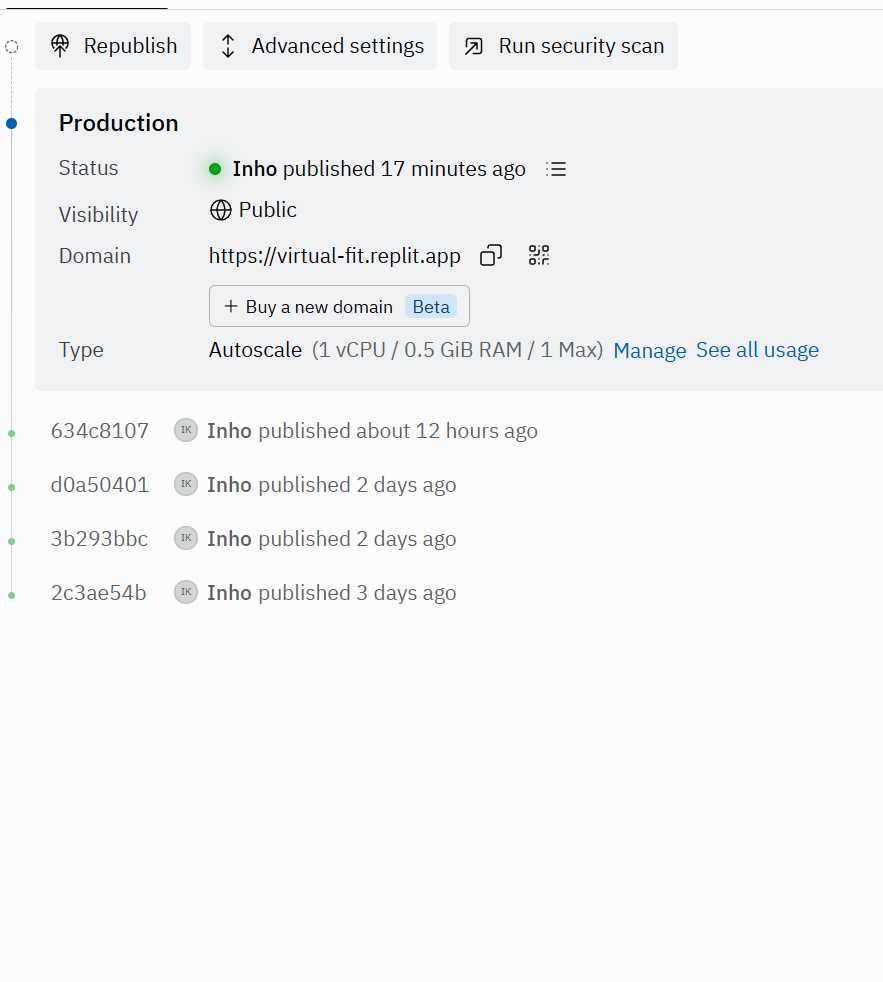 Republish Advanced settings Run security scan
Production
Status Inho published 17 minutes ago
Visibility Public
Domain https://virtual-fit.replit.app
+ Buy a new domain Beta
Type Autoscale (1 vCPU / 0.5 GiB RAM / 1 Max) Manage See all usage
634c8107 IK Inho published about 12 hours ago
d0a50401 IK Inho published 2 days ago
3b293bbc IK Inho published 2 days ago
2c3ae54b IK Inho published 3 days ago